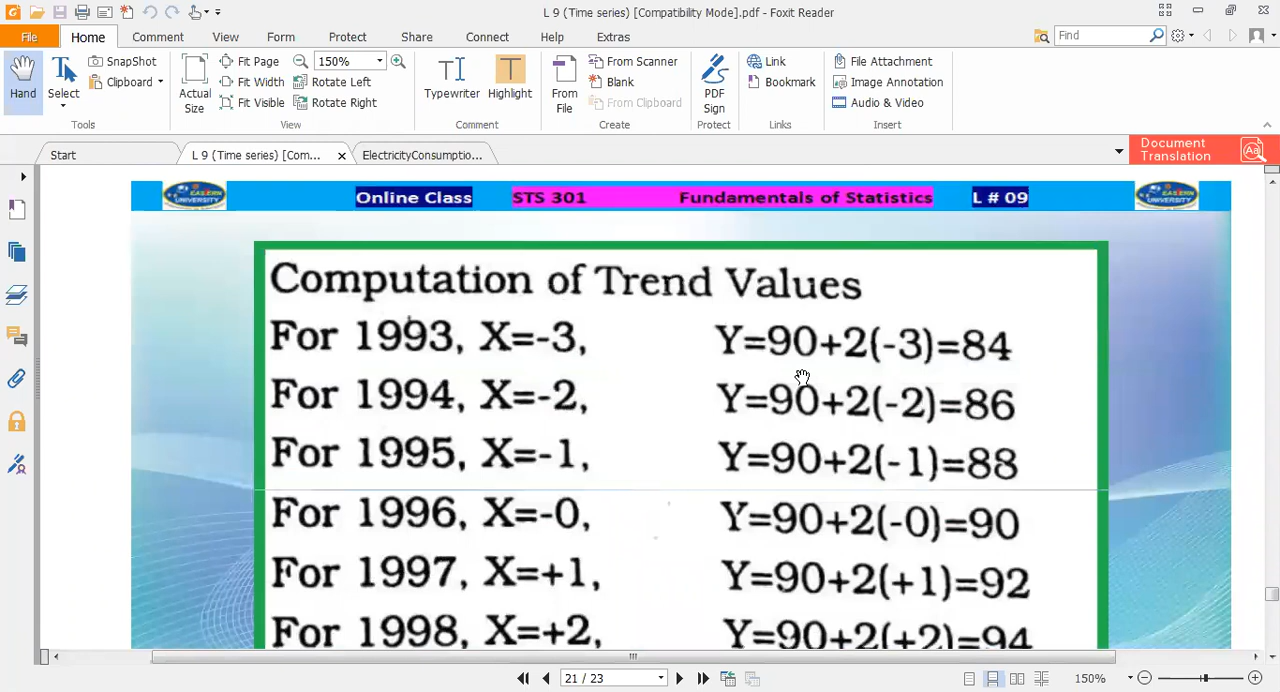 L 9 (Time series) [Compatibility Mode].pdf - Foxit Reader
File Home Comment View Form Protect Share Connect Help Extras Find
Hand Select SnapShot Clipboard Actual Size Fit Page Fit Width Fit Visible 150% Rotate Left Rotate Right Typewriter Highlight From File From Scanner Blank From Clipboard PDF Sign Link Bookmark File Attachment Image Annotation Audio & Video
Tools View Comment Create Protect Links Insert
Start L 9 (Time series) [Com... ElectricityConsumptio... Document Translation
Online Class STS 301 Fundamentals of Statistics L # 09
EASTERN UNIVERSITY EASTERN UNIVERSITY
Computation of Trend Values
For 1993, X=-3, Y=90+2(-3)=84
For 1994, X=-2, Y=90+2(-2)=86
For 1995, X=-1, Y=90+2(-1)=88
For 1996, X=-0, Y=90+2(-0)=90
For 1997, X=+1, Y=90+2(+1)=92
For 1998, X=+2, Y=90+2(+2)=94
21 / 23 150%